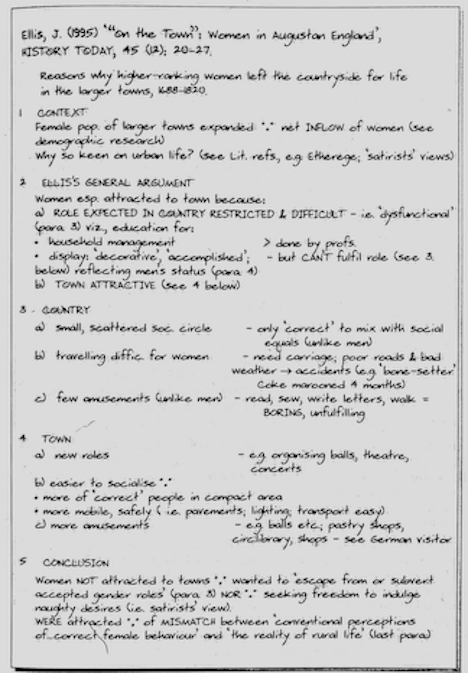 Ellis, J. (1995) '"On the Town": Women in Augustan England',
HISTORY TODAY, 45 (12): 20-27.
Reasons why higher-ranking women left the countryside for life
in the larger towns, 1688-1820.
1 CONTEXT
Female pop. of larger towns expanded ∵ net INFLOW of women (see
demographic research)
Why so keen on urban life? (see Lit. refs, e.g. Etherege; 'satirists' views)
2 ELLIS'S GENERAL ARGUMENT
Women esp. attracted to town because:
a) ROLE EXPECTED IN COUNTRY RESTRICTED & DIFFICULT - i.e. 'dysfunctional'
(para 3) viz., education for:
• household management > done by profs.
• display: 'decorative', 'accomplished'; - but CAN'T fulfil role (see 3.
below) reflecting men's status (para 4)
b) TOWN ATTRACTIVE (see 4 below)
3 COUNTRY
a) small, scattered soc. circle - only 'correct' to mix with social
equals (unlike men)
b) travelling diffic. for women - need carriage; poor roads & bad
weather → accidents (e.g. 'bone-setter'
Coke marooned 4 months)
c) few amusements (unlike men) - read, sew, write letters, walk =
BORING, unfulfilling
4 TOWN
a) new roles - e.g. organising balls, theatre,
concerts
b) easier to socialise ∵
• more of 'correct' people in compact area
• more mobile, safely (i.e. pavements; lighting; transport easy)
c) more amusements - e.g. balls etc; pastry shops,
circ. library, shops - see German visitor
5 CONCLUSION
Women NOT attracted to towns ∵ wanted to 'escape from or subvert
accepted gender roles' (para 3) NOR ∵ seeking freedom to indulge
naughty desires (i.e. satirists' view).
WERE attracted ∵ of MISMATCH between 'conventional perceptions
of correct female behaviour' and 'the reality of rural life' (last para)